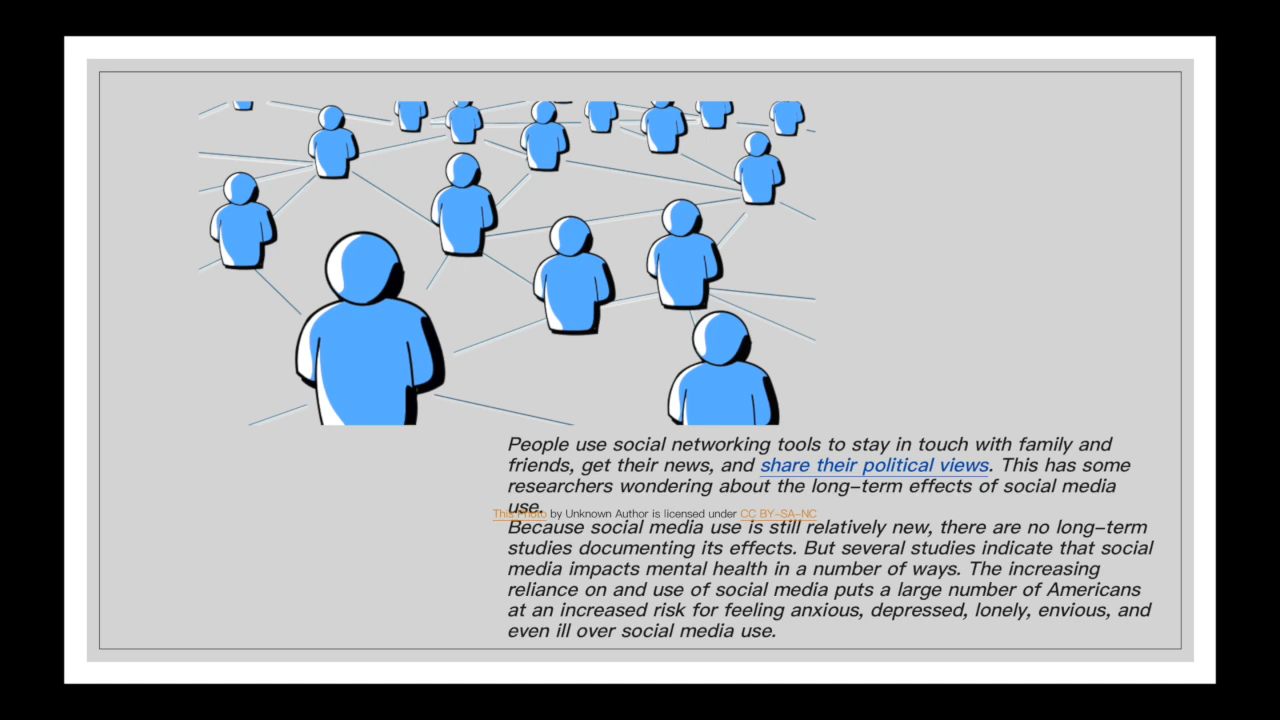 People use social networking tools to stay in touch with family and
friends, get their news, and share their political views. This has some
researchers wondering about the long-term effects of social media
use.
This Photo by Unknown Author is licensed under CC BY-SA-NC
Because social media use is still relatively new, there are no long-term
studies documenting its effects. But several studies indicate that social
media impacts mental health in a number of ways. The increasing
reliance on and use of social media puts a large number of Americans
at an increased risk for feeling anxious, depressed, lonely, envious, and
even ill over social media use.